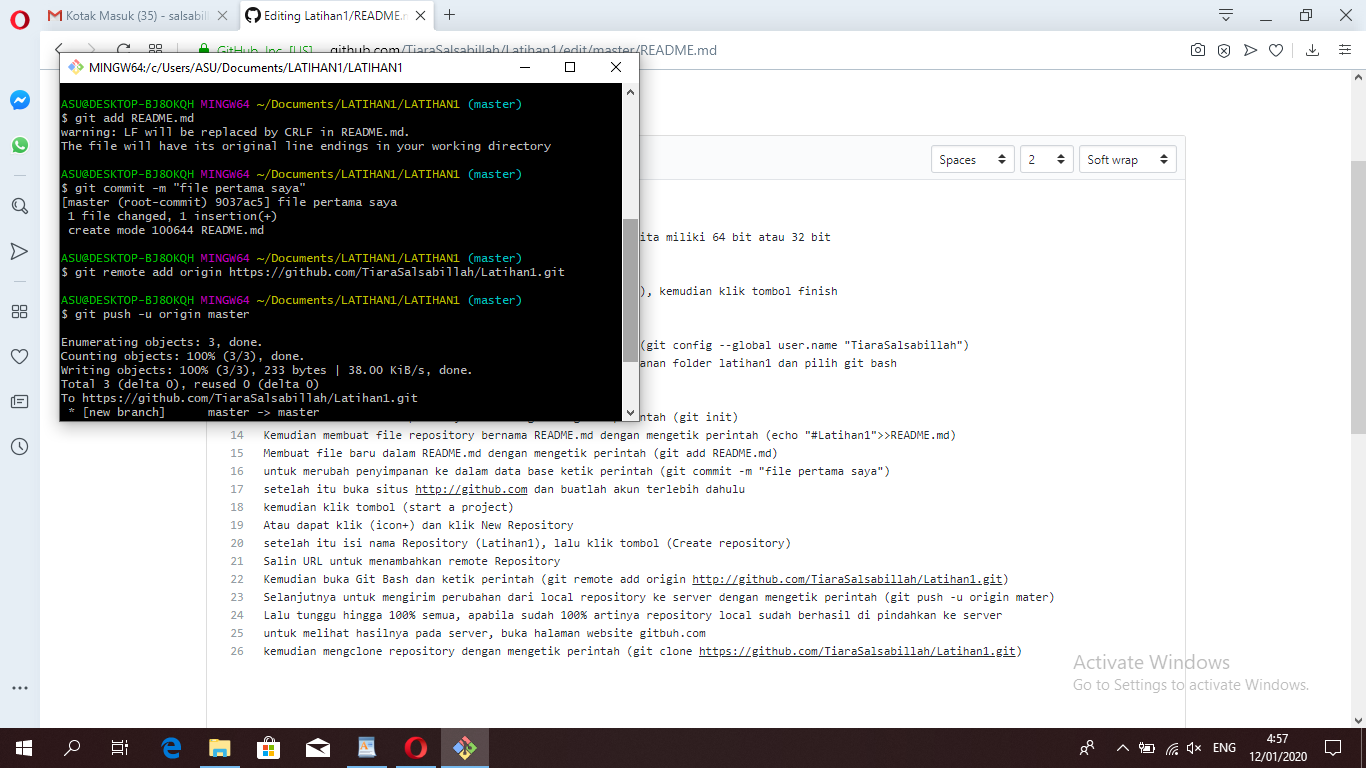 Kotak Masuk (35) - salsabill
Editing Latihan1/README.m
GitHub, Inc. [US]
github.com/TiaraSalsabillah/Latihan1/edit/master/README.md
MINGW64:/c/Users/ASU/Documents/LATIHAN1/LATIHAN1
ASU@DESKTOP-BJ8OKQH MINGW64 ~/Documents/LATIHAN1/LATIHAN1 (master)
$ git add README.md
warning: LF will be replaced by CRLF in README.md.
The file will have its original line endings in your working directory
ASU@DESKTOP-BJ8OKQH MINGW64 ~/Documents/LATIHAN1/LATIHAN1 (master)
$ git commit -m "file pertama saya"
[master (root-commit) 9037ac5] file pertama saya
1 file changed, 1 insertion(+)
create mode 100644 README.md
ASU@DESKTOP-BJ8OKQH MINGW64 ~/Documents/LATIHAN1/LATIHAN1 (master)
$ git remote add origin https://github.com/TiaraSalsabillah/Latihan1.git
ASU@DESKTOP-BJ8OKQH MINGW64 ~/Documents/LATIHAN1/LATIHAN1 (master)
$ git push -u origin master
Enumerating objects: 3, done.
Counting objects: 100% (3/3), done.
Writing objects: 100% (3/3), 233 bytes | 38.00 KiB/s, done.
Total 3 (delta 0), reused 0 (delta 0)
To https://github.com/TiaraSalsabillah/Latihan1.git
* [new branch] master -> master
Spaces 2 Soft wrap
ita miliki 64 bit atau 32 bit
), kemudian klik tombol finish
(git config --global user.name "TiaraSalsabillah")
anan folder latihan1 dan pilih git bash
ntah (git init)
14 Kemudian membuat file repository bernama README.md dengan mengetik perintah (echo "#Latihan1">>README.md)
15 Membuat file baru dalam README.md dengan mengetik perintah (git add README.md)
16 untuk merubah penyimpanan ke dalam data base ketik perintah (git commit -m "file pertama saya")
17 setelah itu buka situs http://github.com dan buatlah akun terlebih dahulu
18 kemudian klik tombol (start a project)
19 Atau dapat klik (icon+) dan klik New Repository
20 setelah itu isi nama Repository (Latihan1), lalu klik tombol (Create repository)
21 Salin URL untuk menambahkan remote Repository
22 Kemudian buka Git Bash dan ketik perintah (git remote add origin http://github.com/TiaraSalsabillah/Latihan1.git)
23 Selanjutnya untuk mengirim perubahan dari local repository ke server dengan mengetik perintah (git push -u origin mater)
24 Lalu tunggu hingga 100% semua, apabila sudah 100% artinya repository local sudah berhasil di pindahkan ke server
25 untuk melihat hasilnya pada server, buka halaman website gitbuh.com
26 kemudian mengclone repository dengan mengetik perintah (git clone https://github.com/TiaraSalsabillah/Latihan1.git)
Activate Windows
Go to Settings to activate Windows.
ENG
4:57
12/01/2020